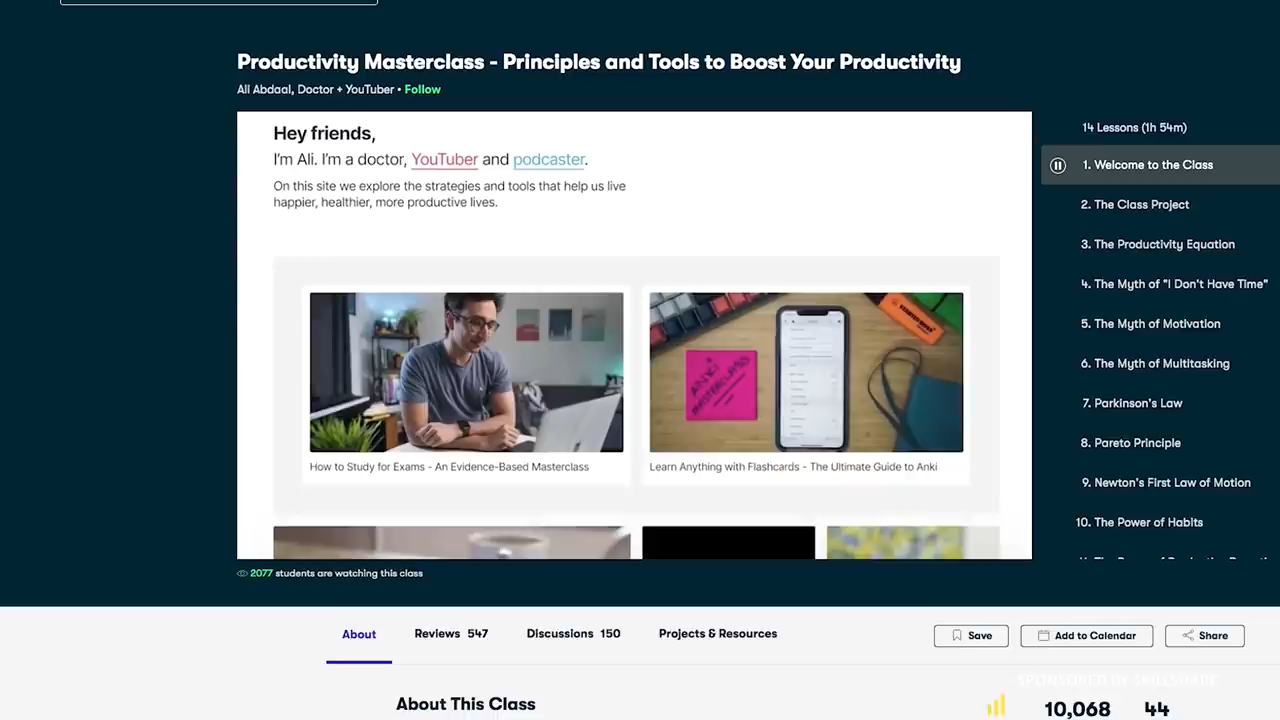 Productivity Masterclass - Principles and Tools to Boost Your Productivity
Ali Abdaal, Doctor + YouTuber • Follow
Hey friends,
I'm Ali. I'm a doctor, YouTuber and podcaster.
On this site we explore the strategies and tools that help us live
happier, healthier, more productive lives.
ANKI
How to Study for Exams - An Evidence-Based Masterclass
Learn Anything with Flashcards - The Ultimate Guide to Anki
2077 students are watching this class
14 Lessons (1h 54m)
1. Welcome to the Class
2. The Class Project
3. The Productivity Equation
4. The Myth of "I Don't Have Time"
5. The Myth of Motivation
6. The Myth of Multitasking
7. Parkinson's Law
8. Pareto Principle
9. Newton's First Law of Motion
10. The Power of Habits
About
Reviews 547
Discussions 150
Projects & Resources
Save
Add to Calendar
Share
About This Class
SPONSORED BY SKILLSHARE
10,068
44